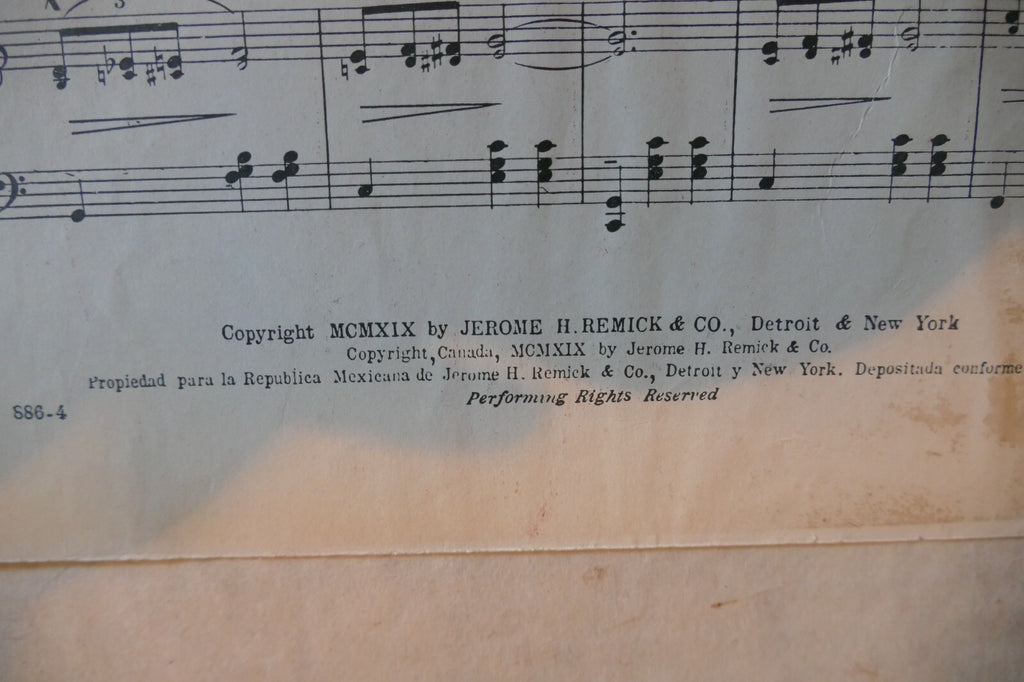 3
Copyright MCMXIX by JEROME H. REMICK & CO., Detroit & New York
Copyright, Canada, MCMXIX by Jerome H. Remick & Co.
Propiedad para la Republica Mexicana de Jerome H. Remick & Co., Detroit y New York. Depositada conforme
886-4
Performing Rights Reserved